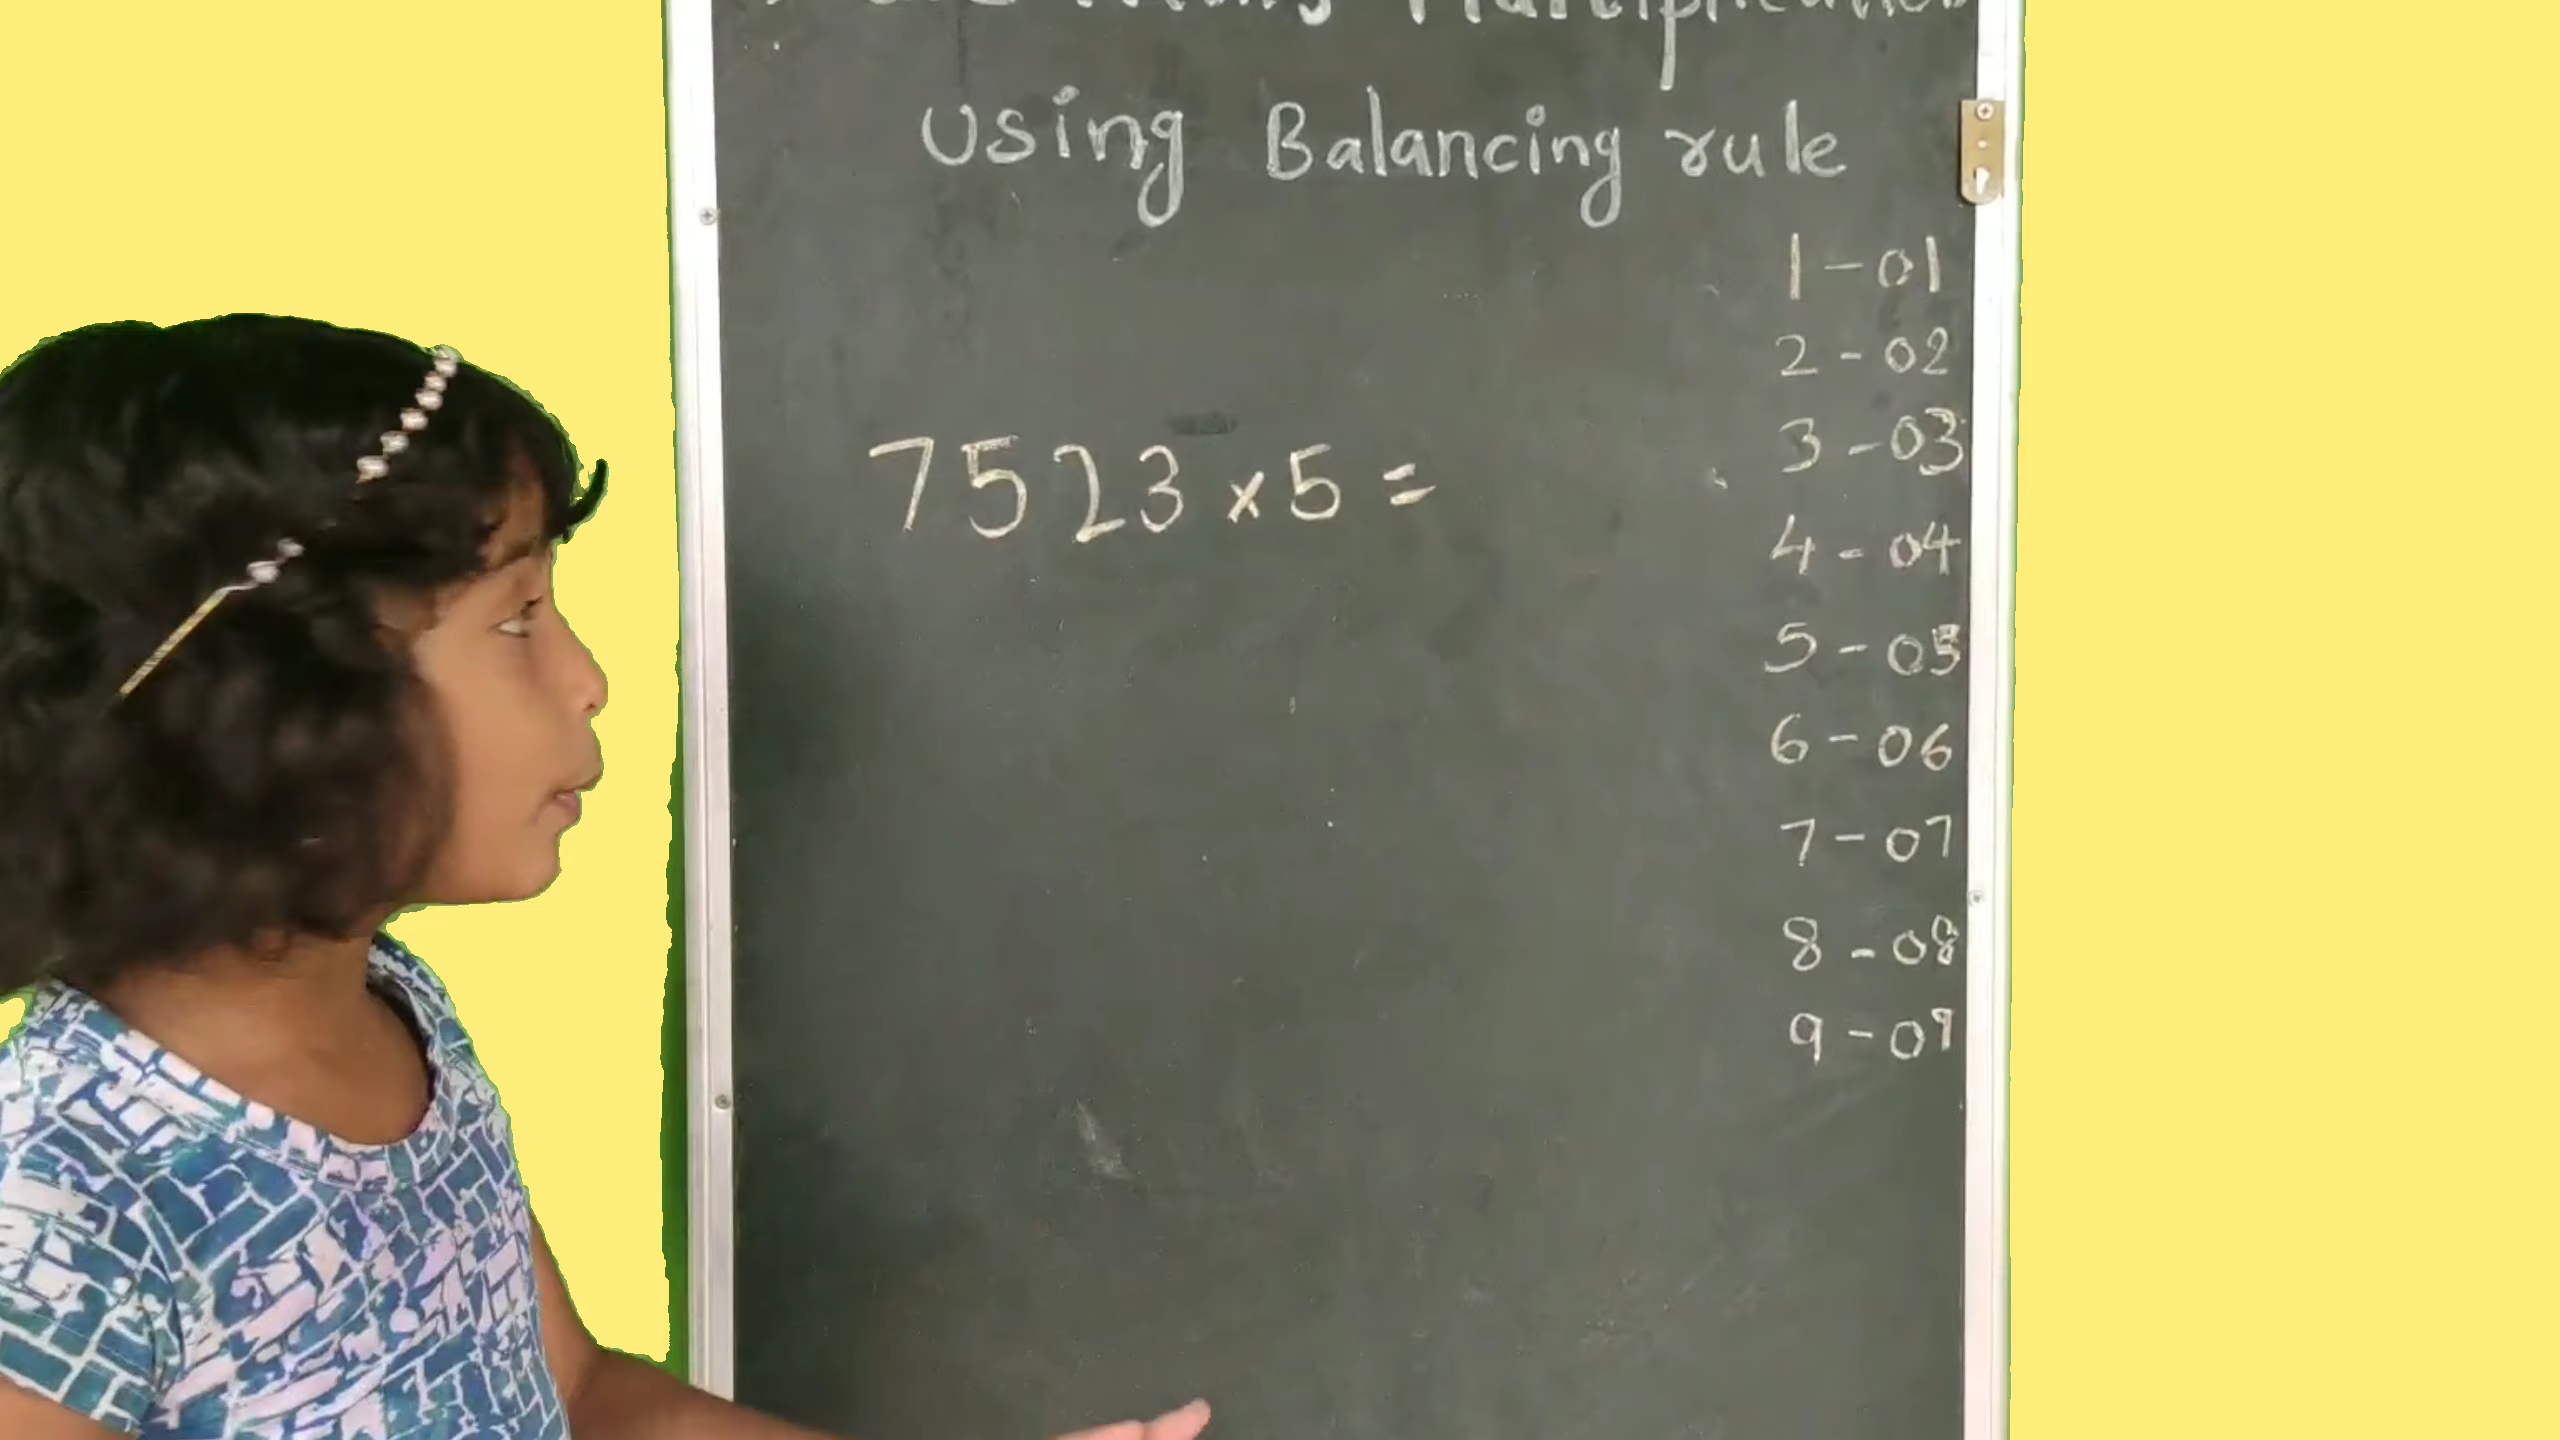 Multiplication
Using Balancing rule
1 - 01
2 - 02
3 - 03
7523 x 5 =
4 - 04
5 - 05
6 - 06
7 - 07
8 - 08
9 - 09